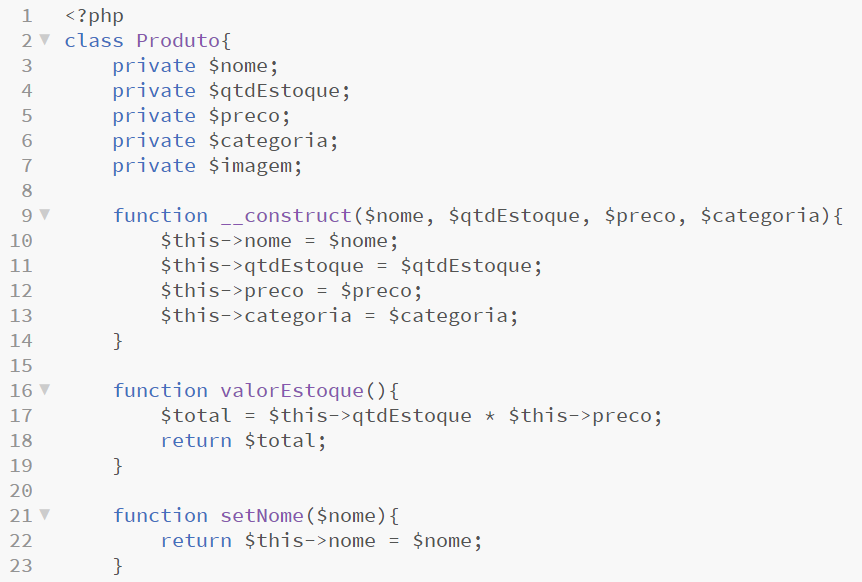 1 <?php
2 class Produto{
3     private $nome;
4     private $qtdEstoque;
5     private $preco;
6     private $categoria;
7     private $imagem;
8
9     function __construct($nome, $qtdEstoque, $preco, $categoria){
10         $this->nome = $nome;
11         $this->qtdEstoque = $qtdEstoque;
12         $this->preco = $preco;
13         $this->categoria = $categoria;
14     }
15
16     function valorEstoque(){
17         $total = $this->qtdEstoque * $this->preco;
18         return $total;
19     }
20
21     function setNome($nome){
22         return $this->nome = $nome;
23     }